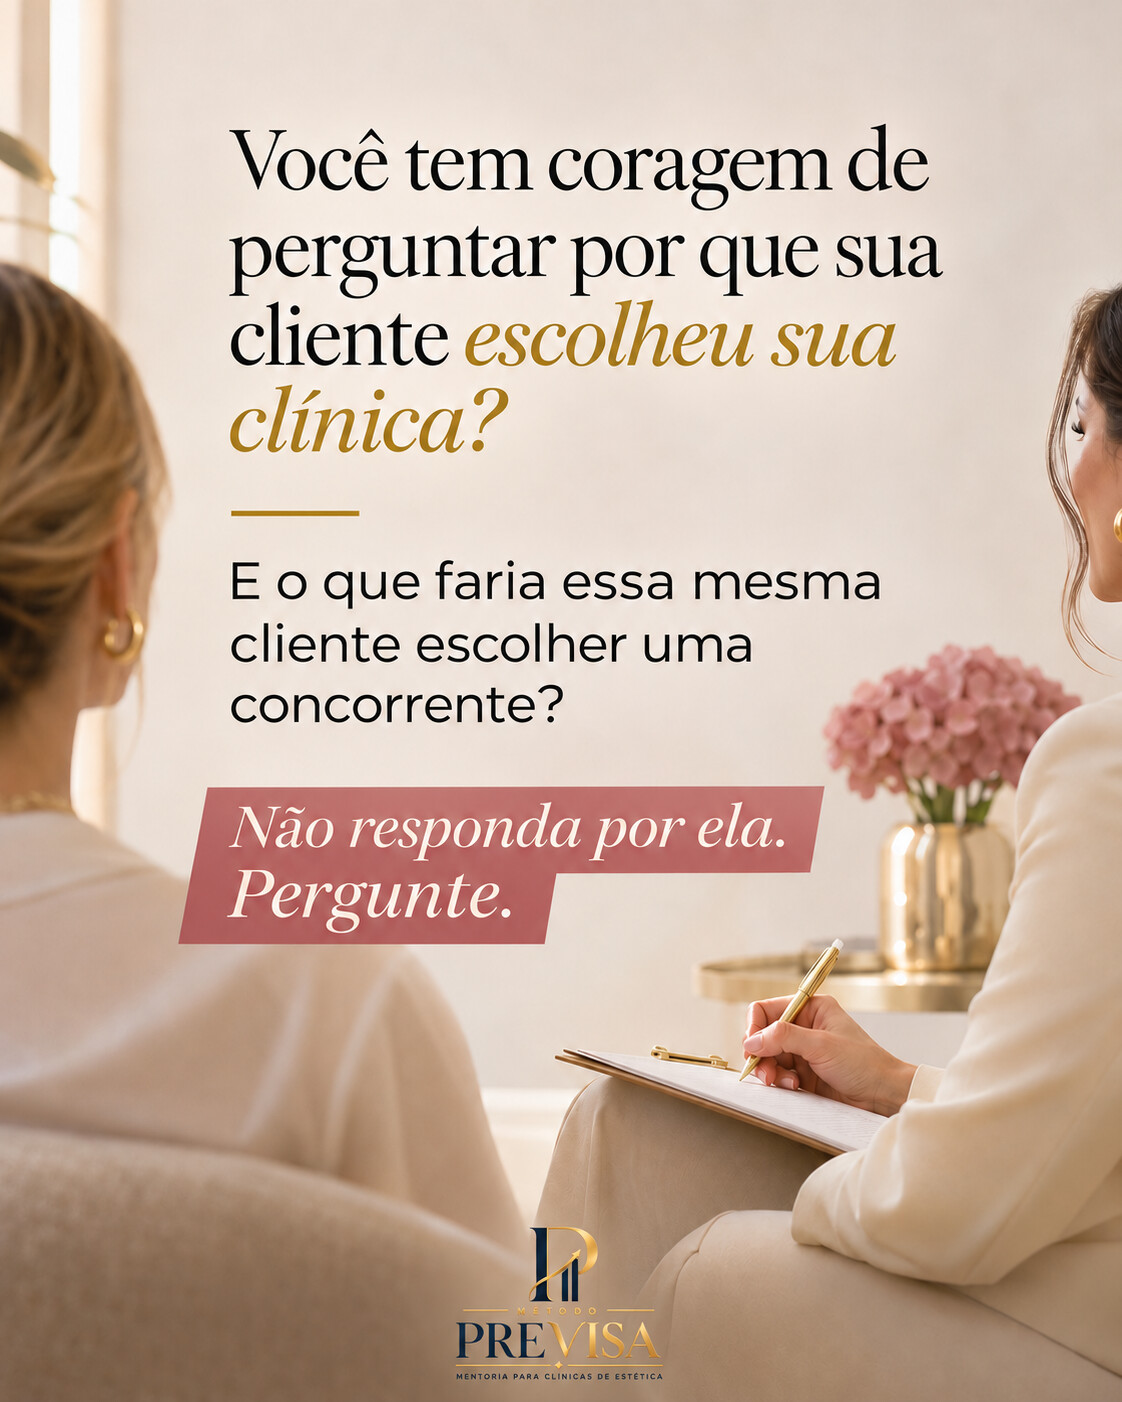 Você tem coragem de
perguntar por que sua
cliente escolheu sua
clínica?
E o que faria essa mesma
cliente escolher uma
concorrente?
Não responda por ela.
Pergunte.
MÉTODO
PREVISA
MENTORIA PARA CLÍNICAS DE ESTÉTICA